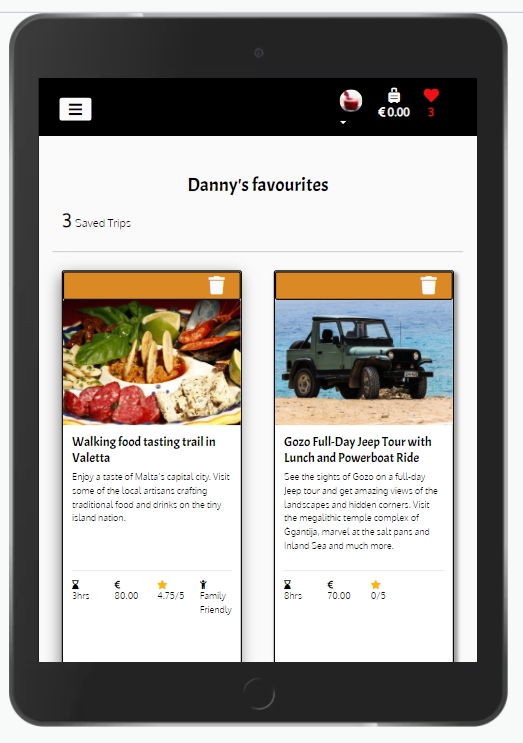 € 0.00
3
Danny's favourites
3 Saved Trips
Walking food tasting trail in
Valetta
Enjoy a taste of Malta's capital city. Visit
some of the local artisans crafting
traditional food and drinks on the tiny
island nation.
€
3hrs
80.00
4.75/5
Family
Friendly
Gozo Full-Day Jeep Tour with
Lunch and Powerboat Ride
See the sights of Gozo on a full-day
Jeep tour and get amazing views of the
landscapes and hidden corners. Visit
the megalithic temple complex of
Ggantija, marvel at the salt pans and
Inland Sea and much more.
€
8hrs
70.00
0/5